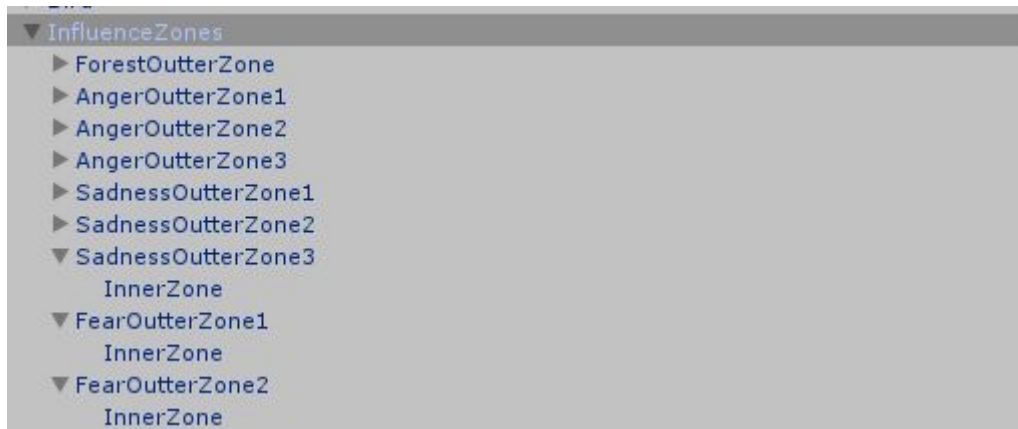 InfluenceZones
ForestOutterZone
AngerOutterZone1
AngerOutterZone2
AngerOutterZone3
SadnessOutterZone1
SadnessOutterZone2
SadnessOutterZone3
InnerZone
FearOutterZone1
InnerZone
FearOutterZone2
InnerZone